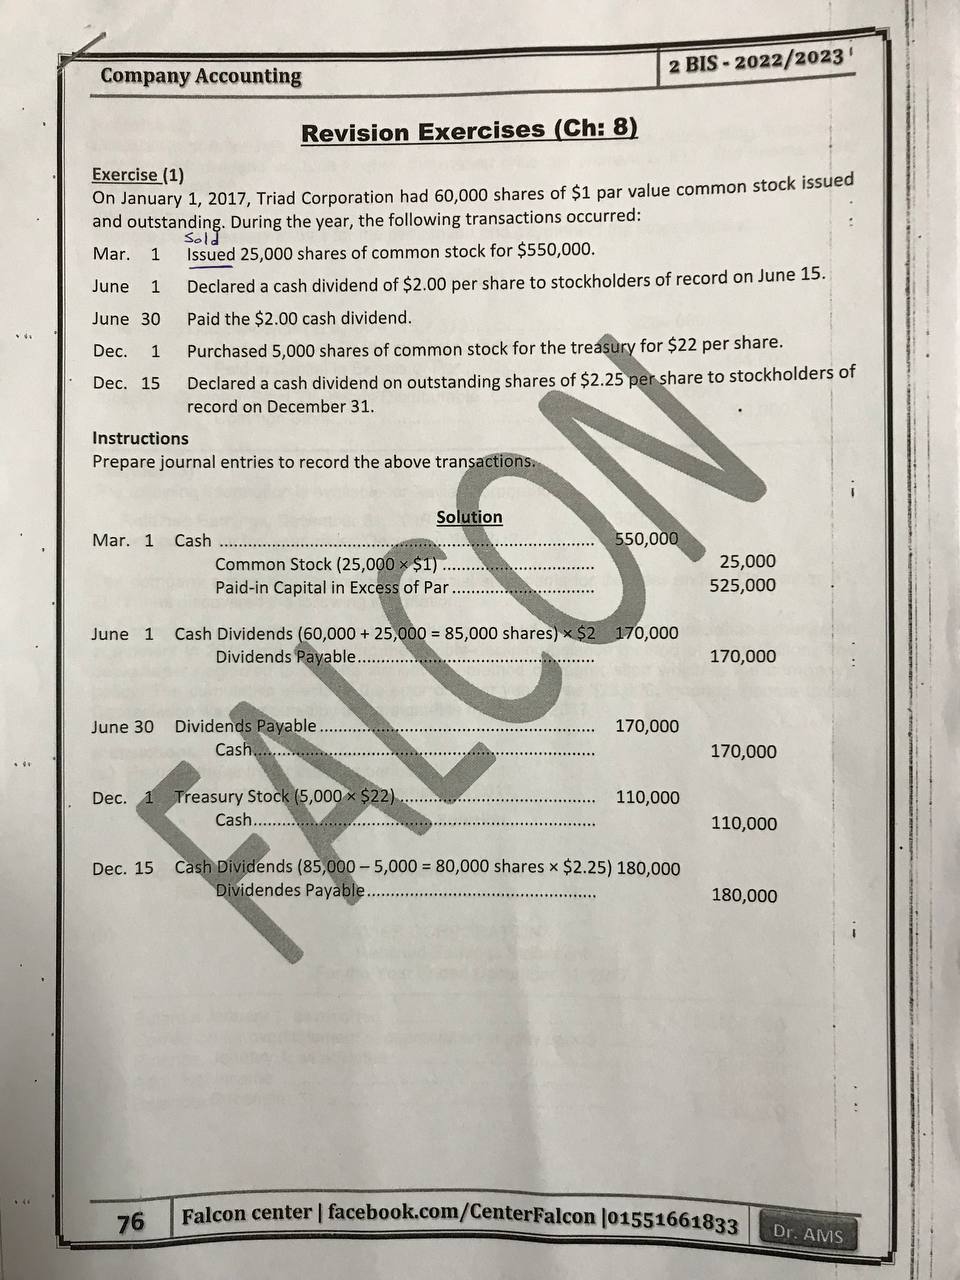 Company Accounting
2 BIS - 2022/2023
Revision Exercises (Ch: 8)
Exercise (1)
On January 1, 2017, Triad Corporation had 60,000 shares of $1 par value common stock issued
and outstanding. During the year, the following transactions occurred:
Sold
Mar. 1 Issued 25,000 shares of common stock for $550,000.
June 1 Declared a cash dividend of $2.00 per share to stockholders of record on June 15.
June 30 Paid the $2.00 cash dividend.
Dec. 1 Purchased 5,000 shares of common stock for the treasury for $22 per share.
Dec. 15 Declared a cash dividend on outstanding shares of $2.25 per share to stockholders of
record on December 31.
Instructions
Prepare journal entries to record the above transactions.
Solution
Mar. 1 Cash ................................................................ 550,000
Common Stock (25,000 × $1) .......................... 25,000
Paid-in Capital in Excess of Par ........................ 525,000
June 1 Cash Dividends (60,000 + 25,000 = 85,000 shares) × $2 170,000
Dividends Payable......................................... 170,000
June 30 Dividends Payable ............................................... 170,000
Cash........................................................... 170,000
Dec. 1 Treasury Stock (5,000 × $22).................................. 110,000
Cash........................................................... 110,000
Dec. 15 Cash Dividends (85,000 – 5,000 = 80,000 shares × $2.25) 180,000
Dividendes Payable....................................... 180,000
FALCON
76
Falcon center | facebook.com/CenterFalcon |01551661833
Dr. AMS